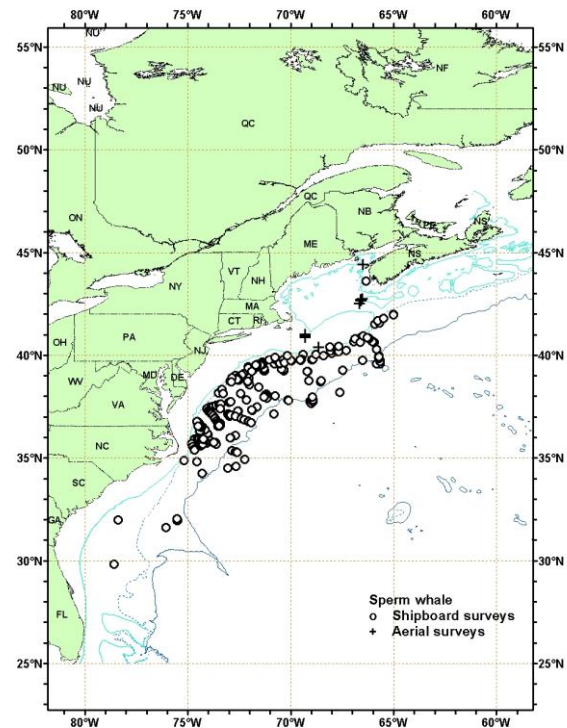 80°W 75°W 70°W 65°W 60°W
55°N 55°N
NU
NU
NU
NU
NU
NF
QC
50°N 50°N
QC
ON
NB
PE
NS
ME
45°N 45°N
NS
VT
NH
NY
MA
CT RI
PA
OH
NJ
40°N 40°N
MD
DE
WV
VA
NC
35°N 35°N
SC
GA
30°N 30°N
Sperm whale
Shipboard surveys
FL
Aerial surveys
25°N 25°N
80°W 75°W 70°W 65°W 60°W